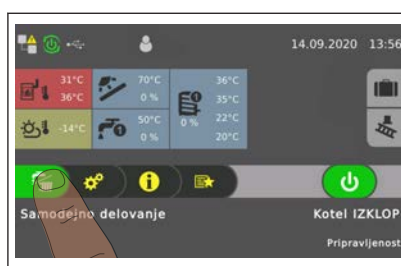 14.09.2020 13:56
31°C 70°C 36°C
36°C 0 % 35°C
-14°C 50°C 0 % 22°C
0 % 20°C
Samodejno delovanje Kotel IZKLOP
Pripravljenost